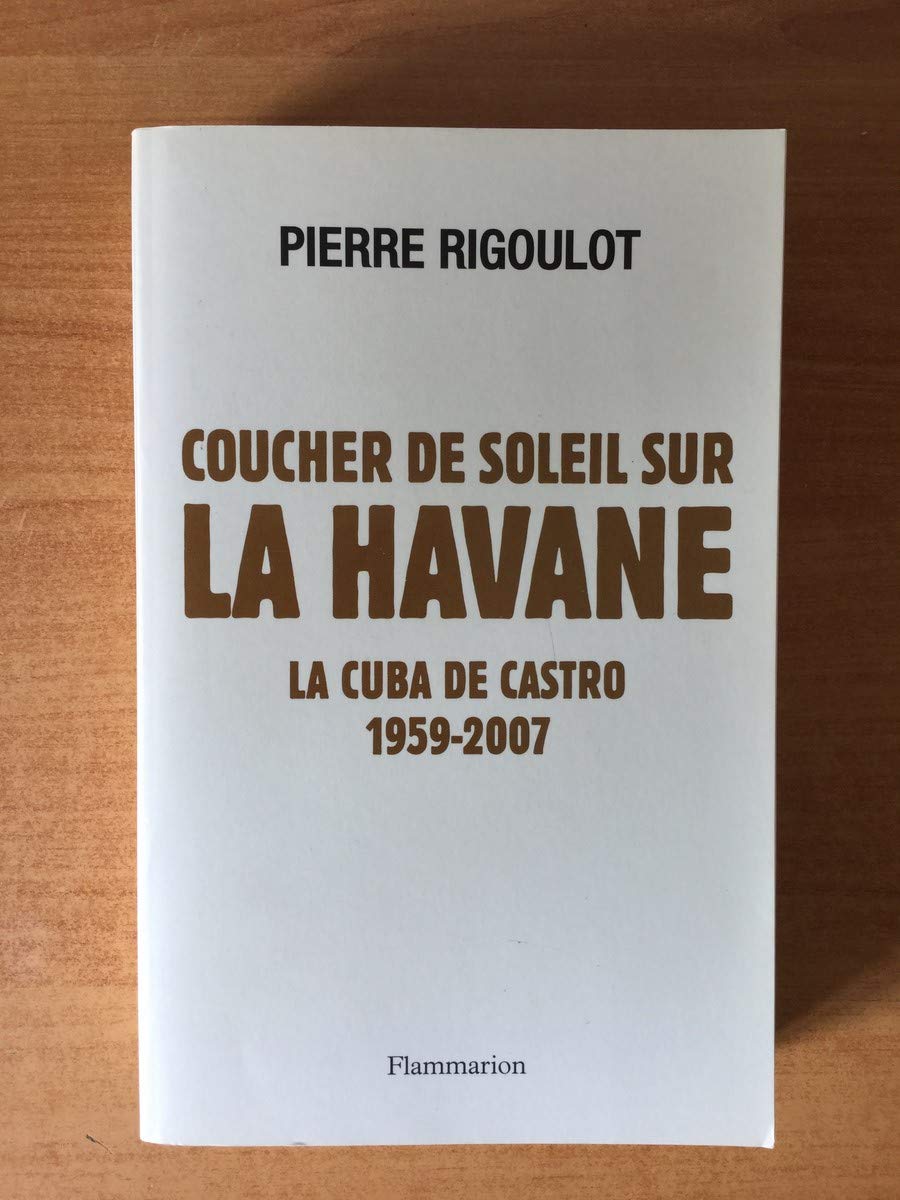 PIERRE RIGOULOT
COUCHER DE SOLEIL SUR
LA HAVANE
LA CUBA DE CASTRO
1959-2007
Flammarion